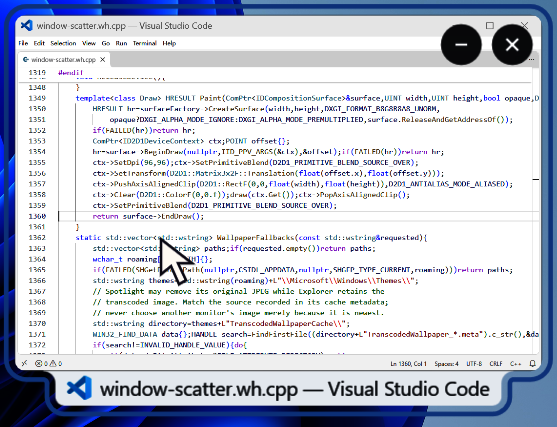 window-scatter.wh.cpp — Visual Studio Code
File Edit Selection View Go Run Terminal Help
window-scatter.wh.cpp
1319 #endif
1348 }
1349 template<class Draw> HRESULT Paint(ComPtr<IDCompositionSurface>&surface,UINT width,UINT height,bool opaque,D
1350 HRESULT hr=surfaceFactory->CreateSurface(width,height,DXGI_FORMAT_B8G8R8A8_UNORM,
1351 opaque?DXGI_ALPHA_MODE_IGNORE:DXGI_ALPHA_MODE_PREMULTIPLIED,surface.ReleaseAndGetAddressOf());
1352 if(FAILED(hr))return hr;
1353 ComPtr<ID2D1DeviceContext> ctx;POINT offset{};
1354 hr=surface->BeginDraw(nullptr,IID_PPV_ARGS(&ctx),&offset);if(FAILED(hr))return hr;
1355 ctx->SetDpi(96,96);ctx->SetPrimitiveBlend(D2D1_PRIMITIVE_BLEND_SOURCE_OVER);
1356 ctx->SetTransform(D2D1::Matrix3x2F::Translation(float(offset.x),float(offset.y)));
1357 ctx->PushAxisAlignedClip(D2D1::RectF(0,0,float(width),float(height)),D2D1_ANTIALIAS_MODE_ALIASED);
1358 ctx->Clear(D2D1::ColorF(0,0.f));draw(ctx.Get());ctx->PopAxisAlignedClip();
1359 ctx->SetPrimitiveBlend(D2D1_PRIMITIVE_BLEND_SOURCE_OVER);
1360 return surface->EndDraw();
1361 }
1362 static std::vector<std::wstring> WallpaperFallbacks(const std::wstring&requested){
1363 std::vector<std::wstring> paths;if(requested.empty())return paths;
1364 wchar_t roaming[ ]{};
1365 if(FAILED(SHGetFolderPath(nullptr,CSIDL_APPDATA,nullptr,SHGFP_TYPE_CURRENT,roaming)))return paths;
1366 std::wstring themes=std::wstring(roaming)+L"\\Microsoft\\Windows\\Themes\\";
1367 // Spotlight may remove its original JPEG while Explorer retains the
1368 // transcoded image. Match the source recorded in its cache metadata;
1369 // never choose another monitor's image merely because it is newest.
1370 std::wstring directory=themes+L"TranscodedWallpaperCache\\";
1371 WIN32_FIND_DATA data{};HANDLE search=FindFirstFile((directory+L"TranscodedWallpaper_*.meta").c_str(),&da
1372 if(search!=INVALID_HANDLE_VALUE){do{
0 0 Ln 1360, Col 1 Spaces: 4 UTF-8 CRLF C++
window-scatter.wh.cpp — Visual Studio Code